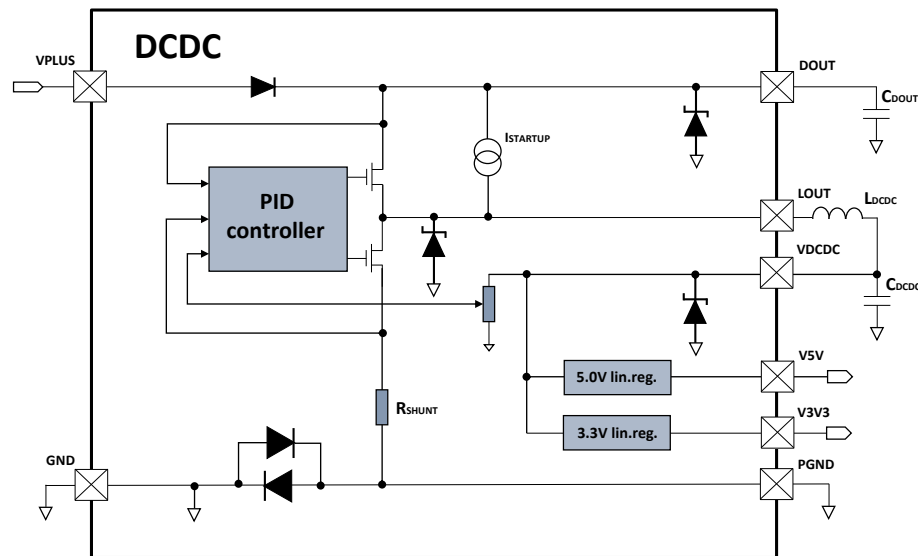 DCDC
VPLUS
DOUT
CDOUT
ISTARTUP
PID
controller
LOUT
LDCDC
VDCDC
CDCDC
V5V
5.0V lin.reg.
RSHUNT
V3V3
3.3V lin.reg.
GND
PGND